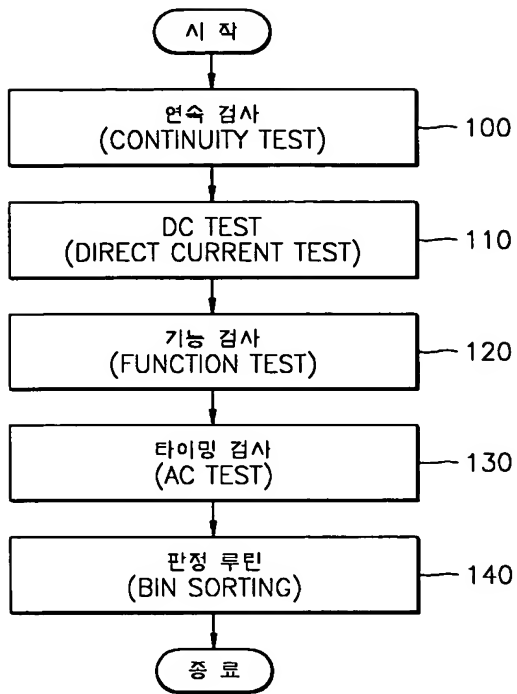 시 작
연속 검사
(CONTINUITY TEST)
100
DC TEST
(DIRECT CURRENT TEST)
110
기능 검사
(FUNCTION TEST)
120
타이밍 검사
(AC TEST)
130
판정 루틴
(BIN SORTING)
140
종 료